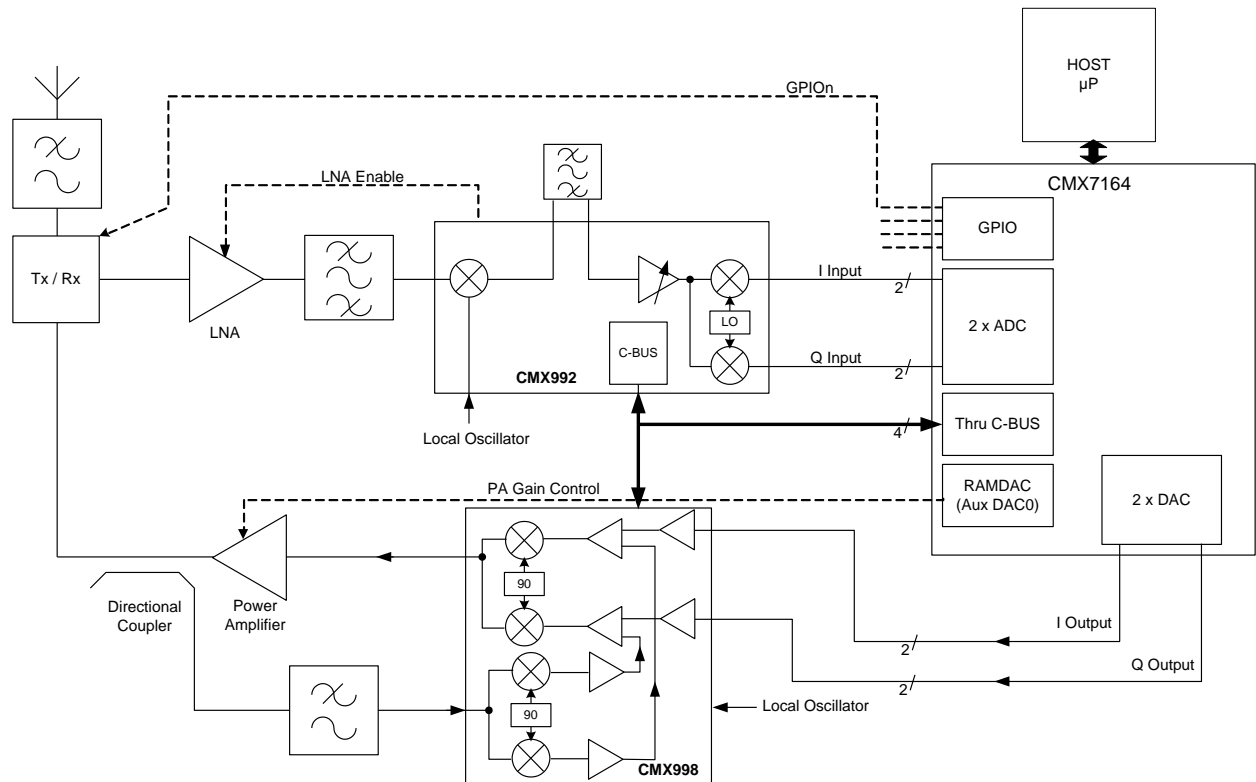 HOST
µP
GPIOn
CMX7164
LNA Enable
GPIO
Tx / Rx
I Input
2
LNA
LO
2 x ADC
C-BUS
Q Input
2
CMX992
Local Oscillator
4
Thru C-BUS
PA Gain Control
RAMDAC
(Aux DAC0)
2 x DAC
90
Directional
Coupler
Power
Amplifier
I Output
2
Q Output
2
90
Local Oscillator
CMX998